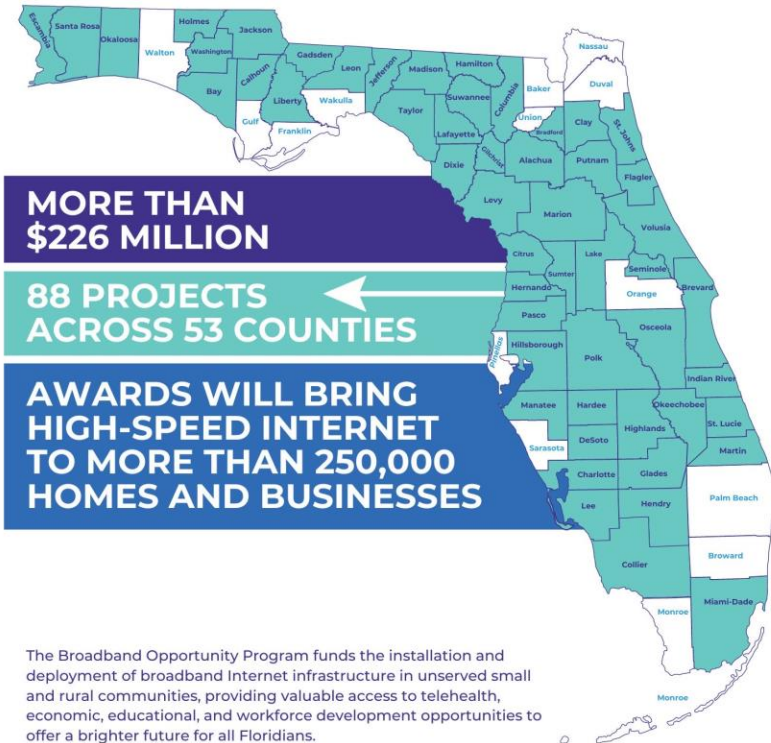 Escambia
Santa Rosa
Okaloosa
Walton
Holmes
Washington
Jackson
Bay
Calhoun
Gulf
Gadsden
Liberty
Franklin
Leon
Wakulla
Jefferson
Madison
Taylor
Hamilton
Suwannee
Lafayette
Dixie
Columbia
Gilchrist
Baker
Union
Bradford
Alachua
Levy
Nassau
Duval
Clay
St. Johns
Putnam
Flagler
Marion
Volusia
Citrus
Sumter
Lake
Seminole
Orange
Brevard
Hernando
Pasco
Pinellas
Hillsborough
Polk
Osceola
Indian River
Manatee
Hardee
Highlands
Okeechobee
St. Lucie
Sarasota
DeSoto
Martin
Charlotte
Glades
Lee
Hendry
Palm Beach
Collier
Broward
Monroe
Miami-Dade
Monroe
MORE THAN
$226 MILLION
88 PROJECTS
ACROSS 53 COUNTIES
AWARDS WILL BRING
HIGH-SPEED INTERNET
TO MORE THAN 250,000
HOMES AND BUSINESSES
The Broadband Opportunity Program funds the installation and
deployment of broadband Internet infrastructure in unserved small
and rural communities, providing valuable access to telehealth,
economic, educational, and workforce development opportunities to
offer a brighter future for all Floridians.